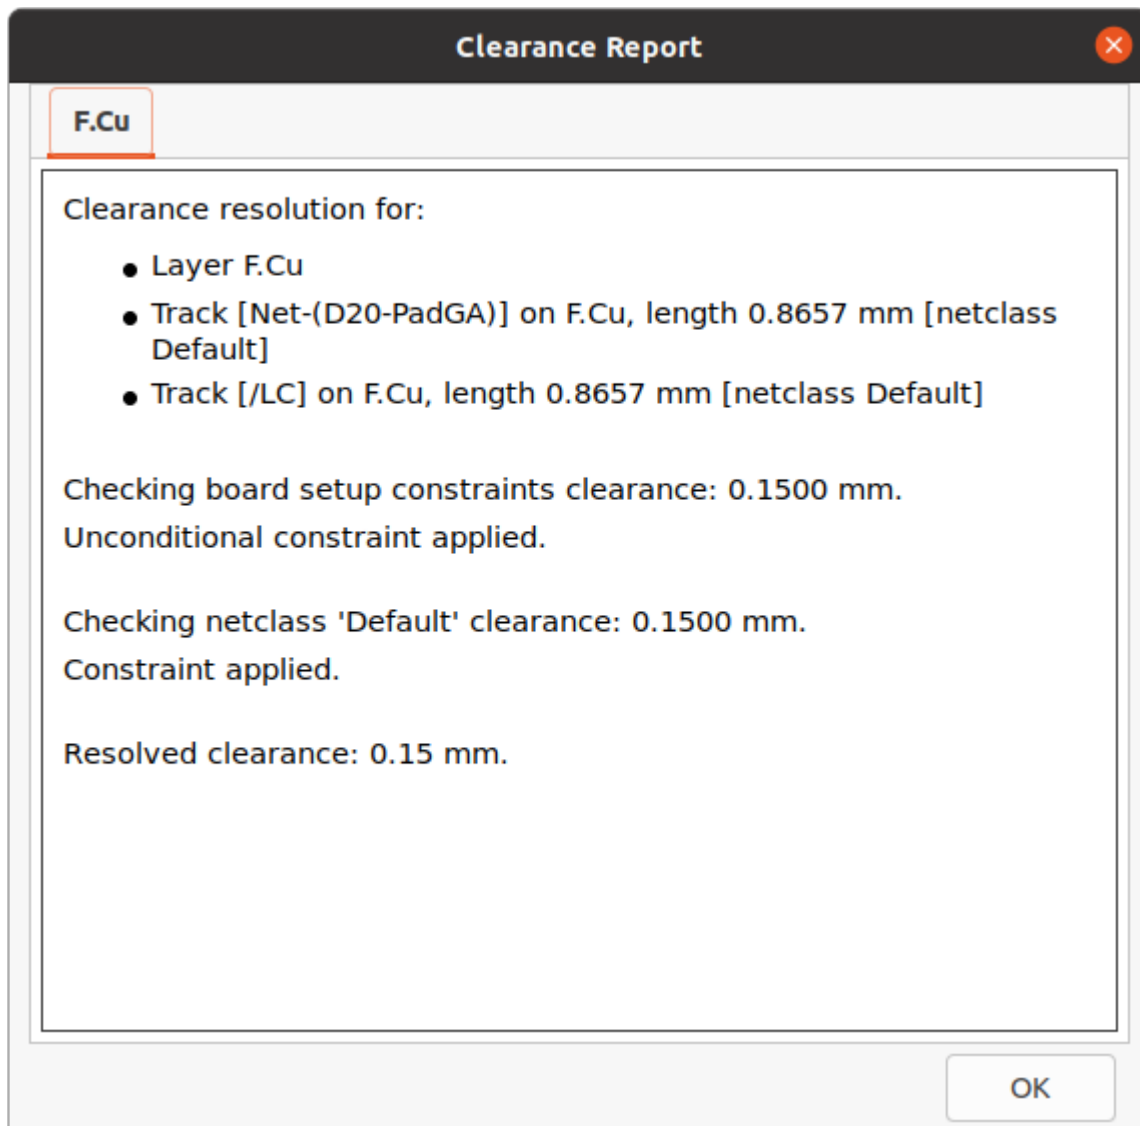 Clearance Report
F.Cu
Clearance resolution for:
● Layer F.Cu
● Track [Net-(D20-PadGA)] on F.Cu, length 0.8657 mm [netclass
Default]
● Track [/LC] on F.Cu, length 0.8657 mm [netclass Default]
Checking board setup constraints clearance: 0.1500 mm.
Unconditional constraint applied.
Checking netclass 'Default' clearance: 0.1500 mm.
Constraint applied.
Resolved clearance: 0.15 mm.
OK